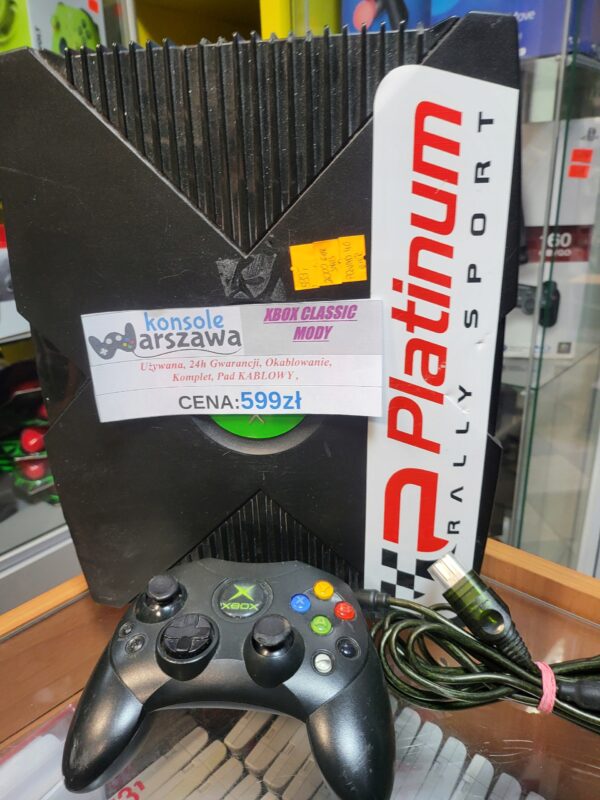 konsole
Warszawa
XBOX CLASSIC
MODY
Używana, 24h Gwarancji, Okablowanie,
Komplet, Pad KABLOWY,
CENA:599zł
Platinum
RALLY SPORT
XBOX